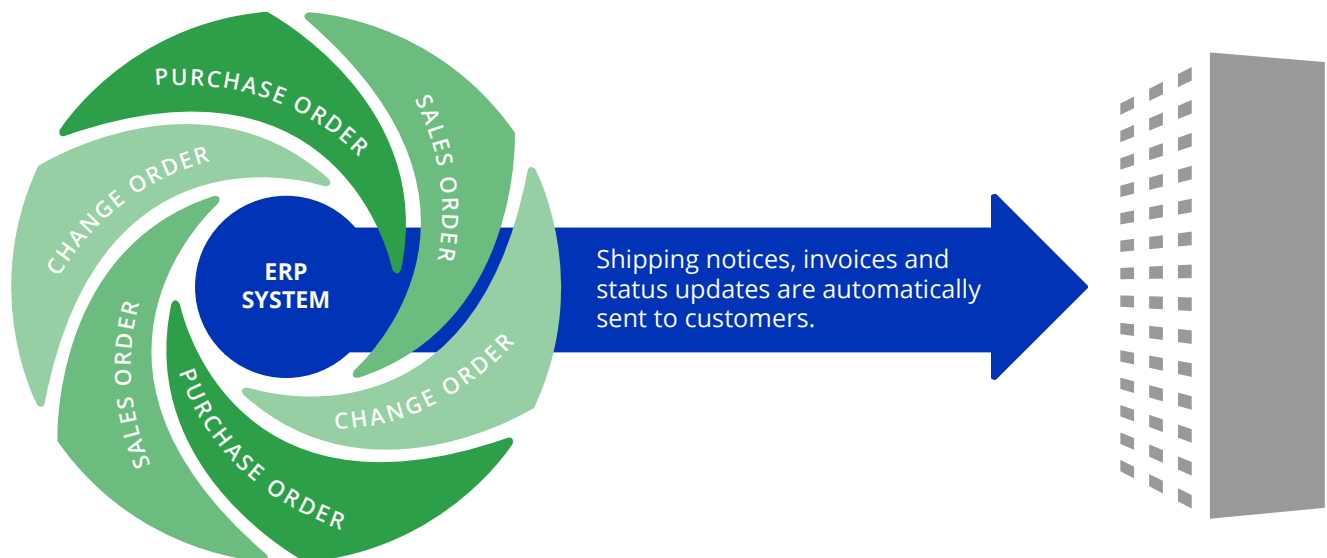 PURCHASE ORDER
SALES ORDER
CHANGE ORDER
ERP
SYSTEM
Shipping notices, invoices and
status updates are automatically
sent to customers.
SALES ORDER
PURCHASE ORDER
CHANGE ORDER